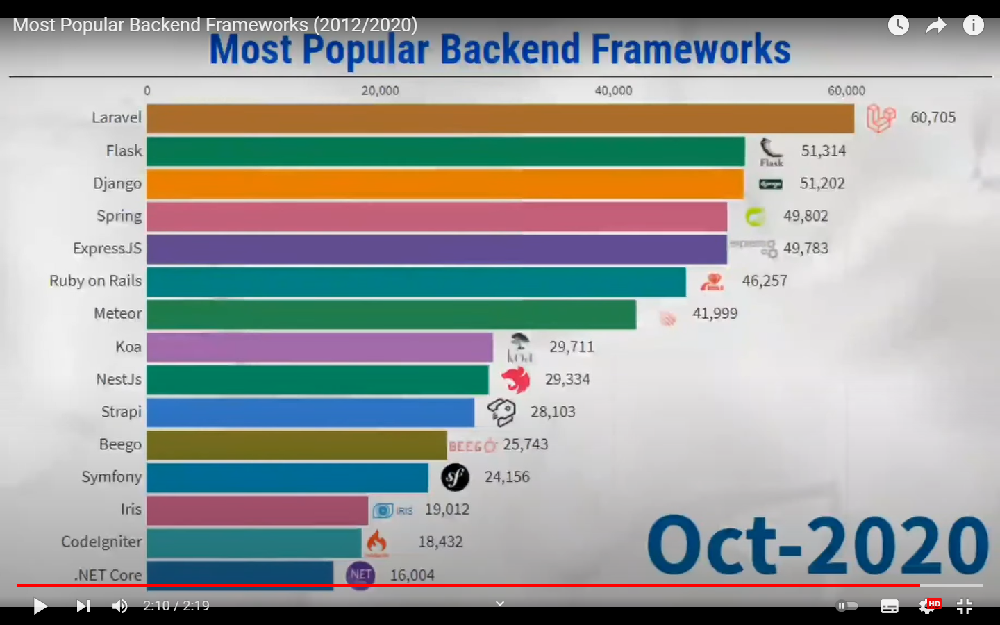 Most Popular Backend Frameworks (2012/2020)
Most Popular Backend Frameworks
0 20,000 40,000 60,000
Laravel 60,705
Flask Flask 51,314
Django django 51,202
Spring 49,802
ExpressJS express 49,783
Ruby on Rails 46,257
Meteor 41,999
Koa koa 29,711
NestJs 29,334
Strapi 28,103
Beego BEEGO 25,743
Symfony sf 24,156
Iris IRIS 19,012
CodeIgniter 18,432
.NET Core NET 16,004
Oct-2020
2:10 / 2:19 HD